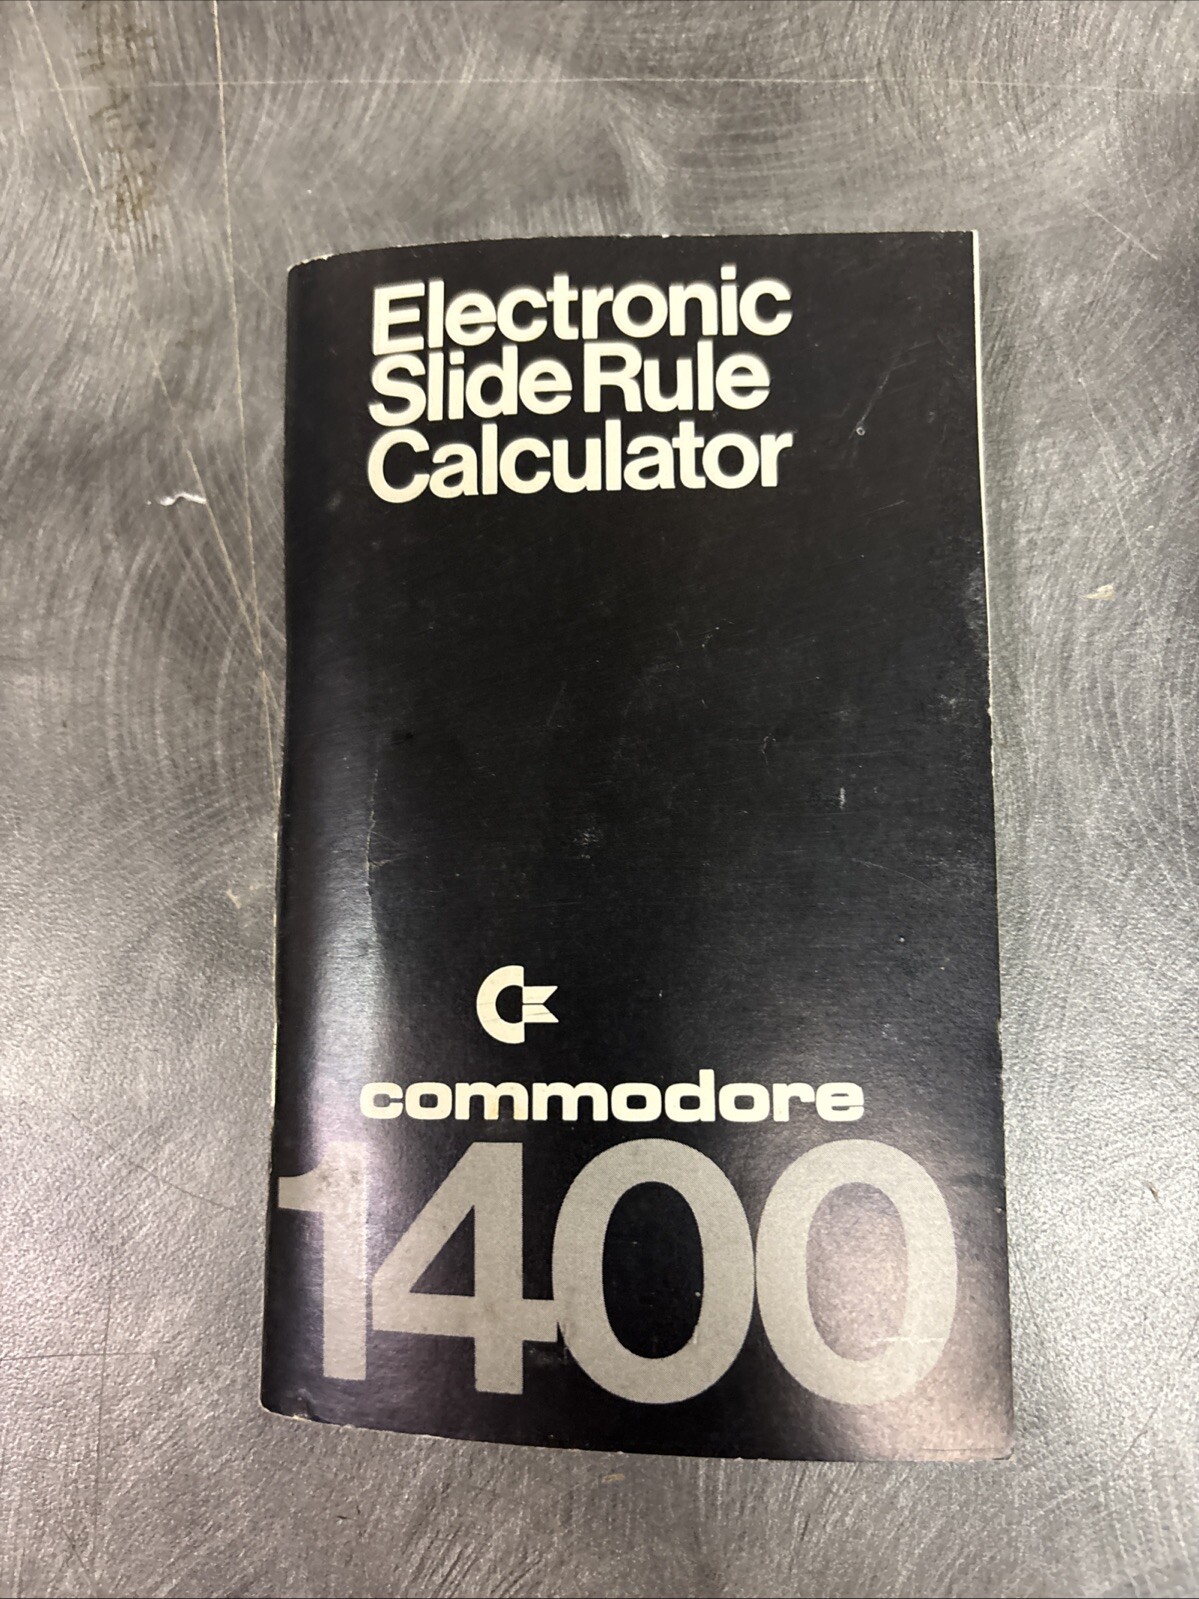 Electronic
Slide Rule
Calculator
commodore
1400